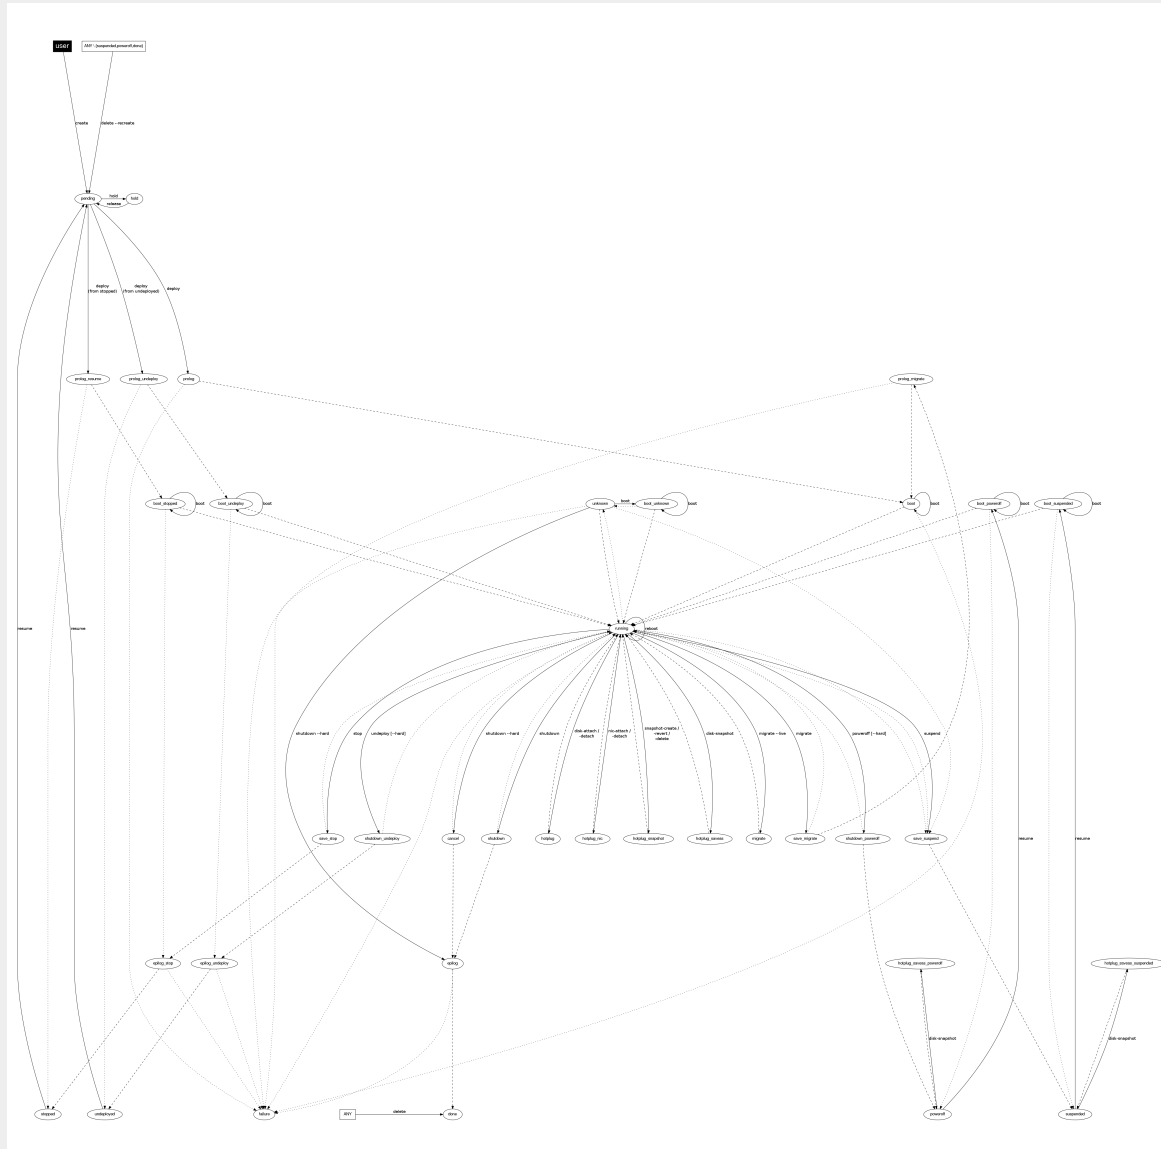 user
ANY \ {suspended,poweroff,done}
create
delete --recreate
pending
hold
hold
release
deploy
(from stopped)
deploy
(from undeployed)
deploy
prolog_resume
prolog_undeploy
prolog
prolog_migrate
boot_stopped
boot
boot_undeploy
boot
unknown
boot
boot_unknown
boot
boot
boot
boot_poweroff
boot
boot_suspended
boot
resume
resume
running
reboot
shutdown --hard
stop
undeploy [--hard]
shutdown --hard
shutdown
disk-attach /
-detach
nic-attach /
-detach
snapshot-create /
-revert /
-delete
disk-snapshot
migrate --live
migrate
poweroff [--hard]
suspend
save_stop
shutdown_undeploy
cancel
shutdown
hotplug
hotplug_nic
hotplug_snapshot
hotplug_saveas
migrate
save_migrate
shutdown_poweroff
save_suspend
resume
resume
epilog_stop
epilog_undeploy
epilog
hotplug_saveas_poweroff
hotplug_saveas_suspended
disk-snapshot
disk-snapshot
stopped
undeployed
failure
ANY
delete
done
poweroff
suspended